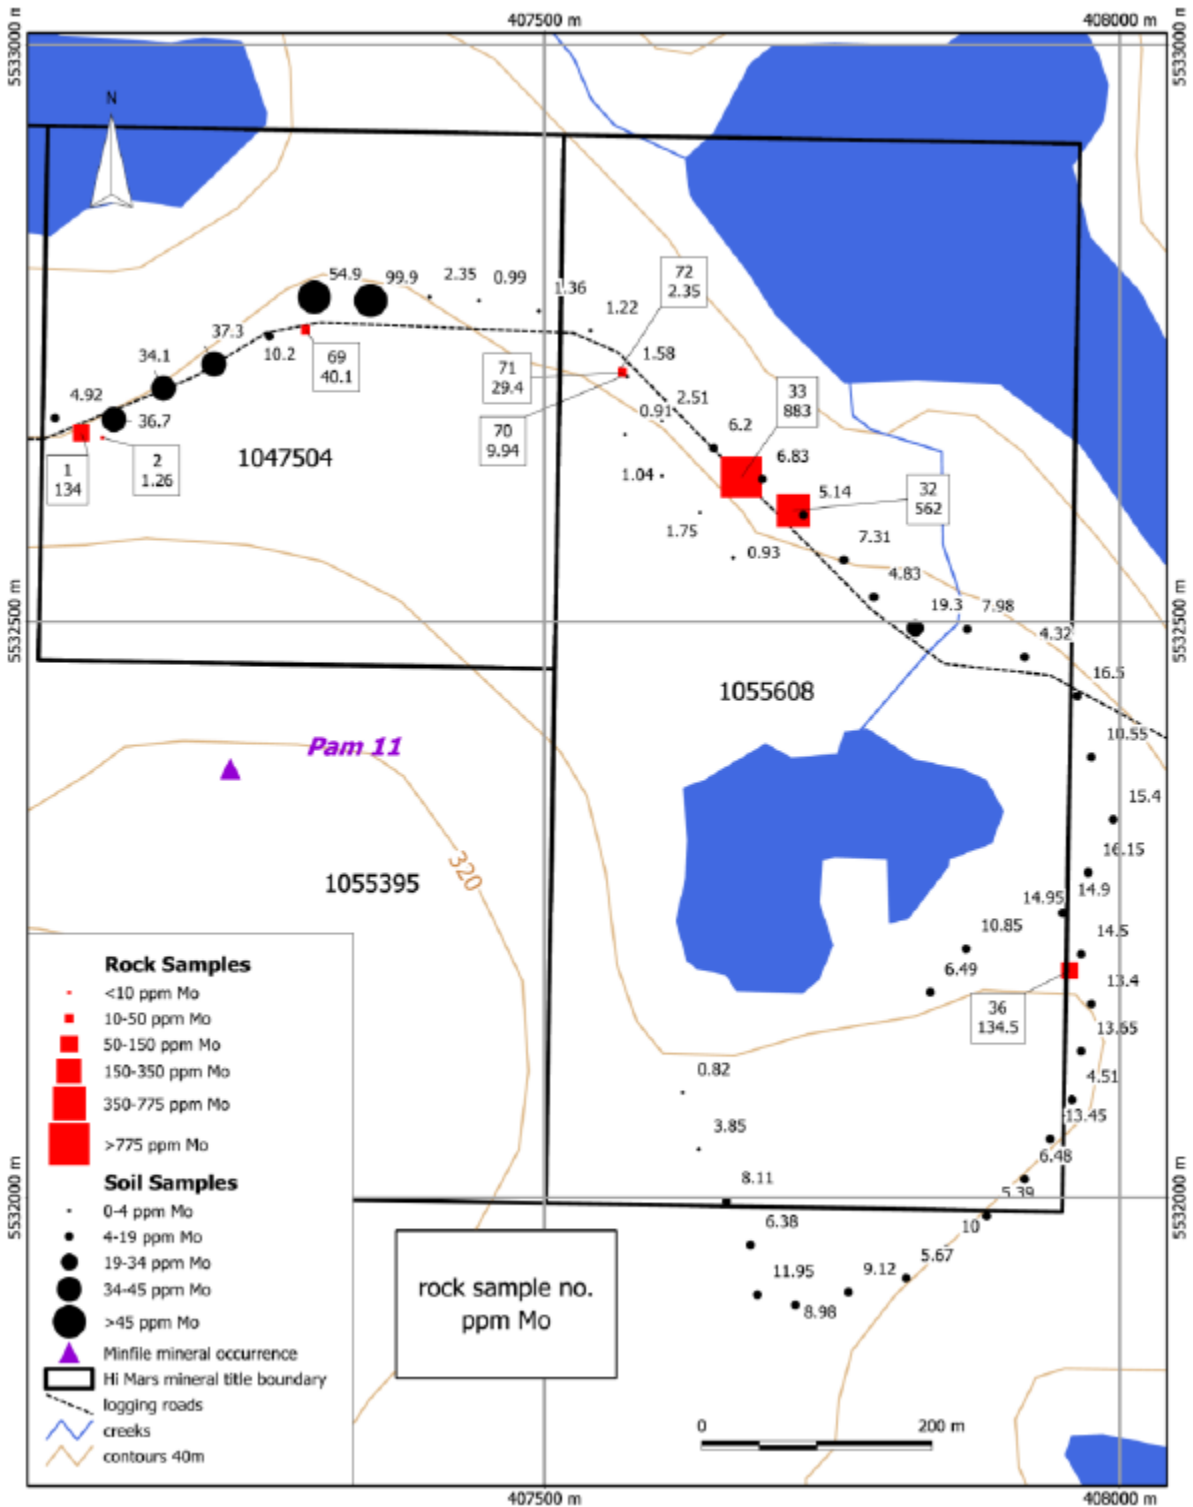 407500 m
408000 m
5533000 m
5533000 m
N
54.9
99.9
2.35
0.99
1.36
1.22
72
2.35
37.3
10.2
69
40.1
34.1
4.92
36.7
1
134
2
1.26
1047504
71
29.4
1.58
70
9.94
0.91
2.51
33
883
6.2
6.83
1.04
5.14
32
562
1.75
0.93
7.31
4.83
19.3
7.98
4.32
5532500 m
5532500 m
16.5
1055608
Pam 11
10.55
15.4
16.15
320
1055395
14.9
14.95
10.85
14.5
6.49
13.4
36
134.5
13.65
0.82
4.51
3.85
13.45
6.48
8.11
5.39
10
6.38
5.67
11.95
9.12
8.98
5532000 m
5532000 m
Rock Samples
<10 ppm Mo
10-50 ppm Mo
50-150 ppm Mo
150-350 ppm Mo
350-775 ppm Mo
>775 ppm Mo
Soil Samples
0-4 ppm Mo
4-19 ppm Mo
19-34 ppm Mo
34-45 ppm Mo
>45 ppm Mo
Minfile mineral occurrence
Hi Mars mineral title boundary
logging roads
creeks
contours 40m
rock sample no.
ppm Mo
0
200 m
407500 m
408000 m